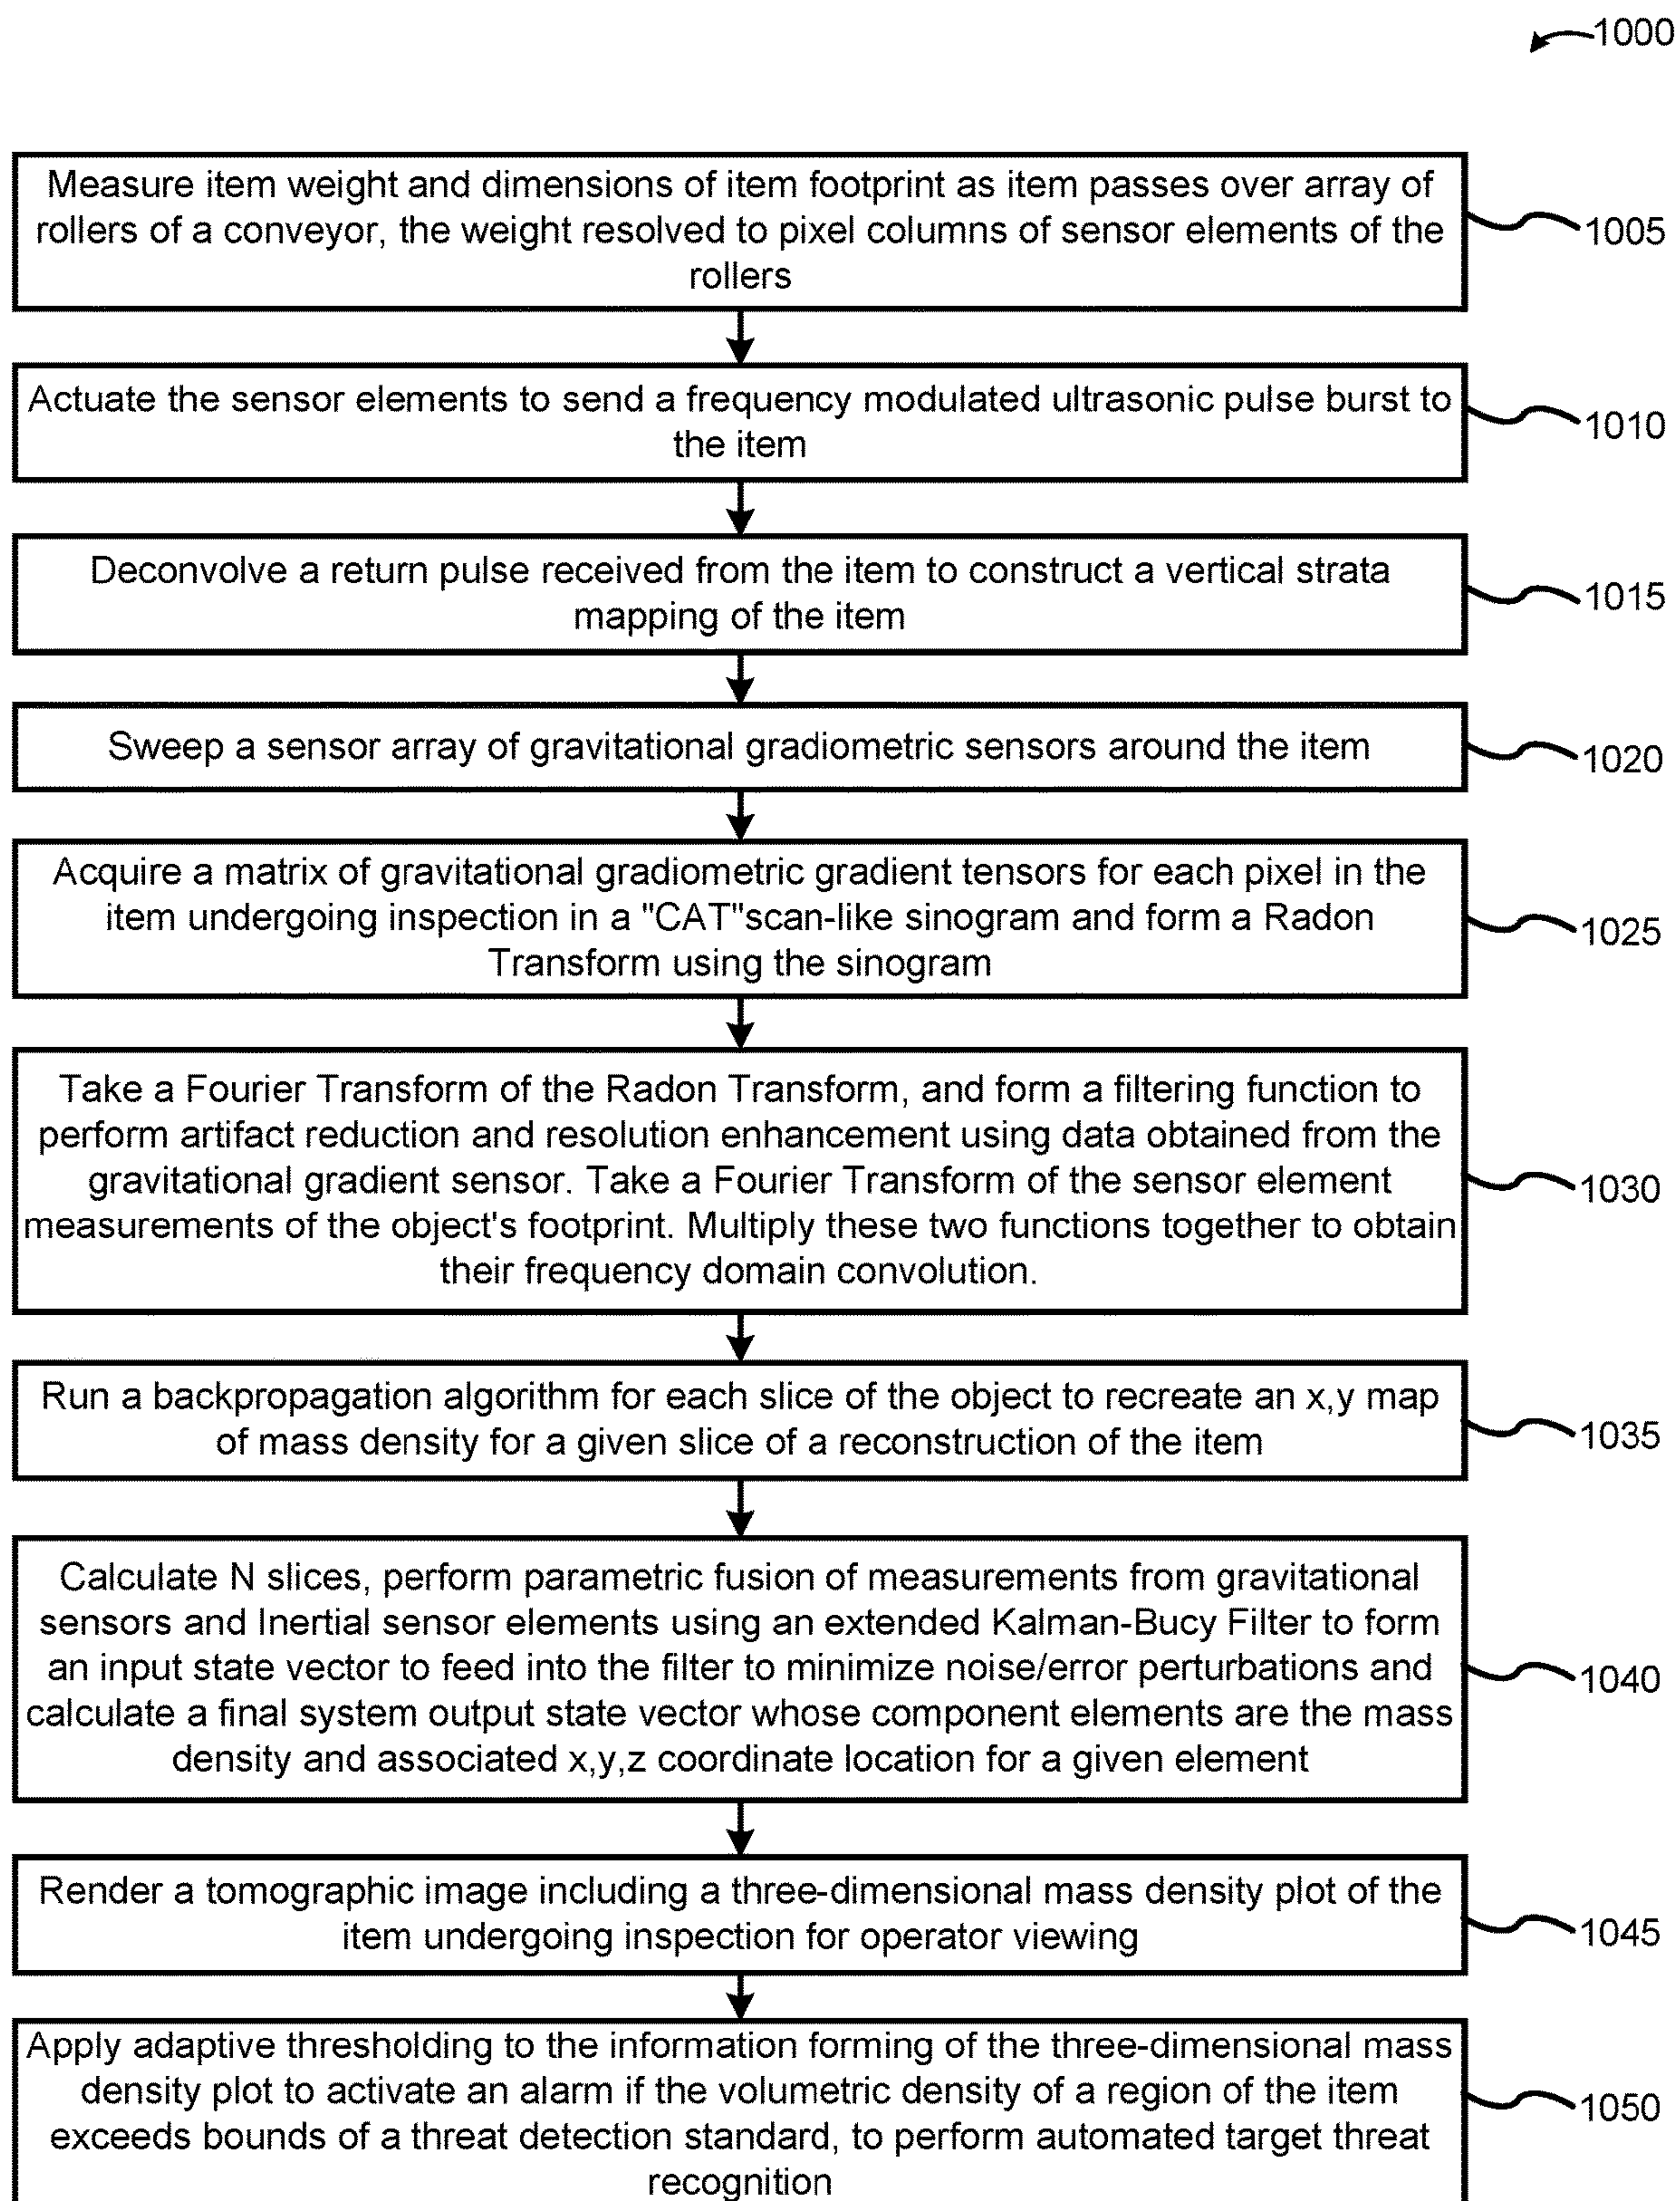 1000
Measure item weight and dimensions of item footprint as item passes over array of
rollers of a conveyor, the weight resolved to pixel columns of sensor elements of the
rollers
1005
Actuate the sensor elements to send a frequency modulated ultrasonic pulse burst to
the item
1010
Deconvolve a return pulse received from the item to construct a vertical strata
mapping of the item
1015
Sweep a sensor array of gravitational gradiometric sensors around the item
1020
Acquire a matrix of gravitational gradiometric gradient tensors for each pixel in the
item undergoing inspection in a "CAT"scan-like sinogram and form a Radon
Transform using the sinogram
1025
Take a Fourier Transform of the Radon Transform, and form a filtering function to
perform artifact reduction and resolution enhancement using data obtained from the
gravitational gradient sensor. Take a Fourier Transform of the sensor element
measurements of the object's footprint. Multiply these two functions together to obtain
their frequency domain convolution.
1030
Run a backpropagation algorithm for each slice of the object to recreate an x,y map
of mass density for a given slice of a reconstruction of the item
1035
Calculate N slices, perform parametric fusion of measurements from gravitational
sensors and Inertial sensor elements using an extended Kalman-Bucy Filter to form
an input state vector to feed into the filter to minimize noise/error perturbations and
calculate a final system output state vector whose component elements are the mass
density and associated x,y,z coordinate location for a given element
1040
Render a tomographic image including a three-dimensional mass density plot of the
item undergoing inspection for operator viewing
1045
Apply adaptive thresholding to the information forming of the three-dimensional mass
density plot to activate an alarm if the volumetric density of a region of the item
exceeds bounds of a threat detection standard, to perform automated target threat
recognition
1050